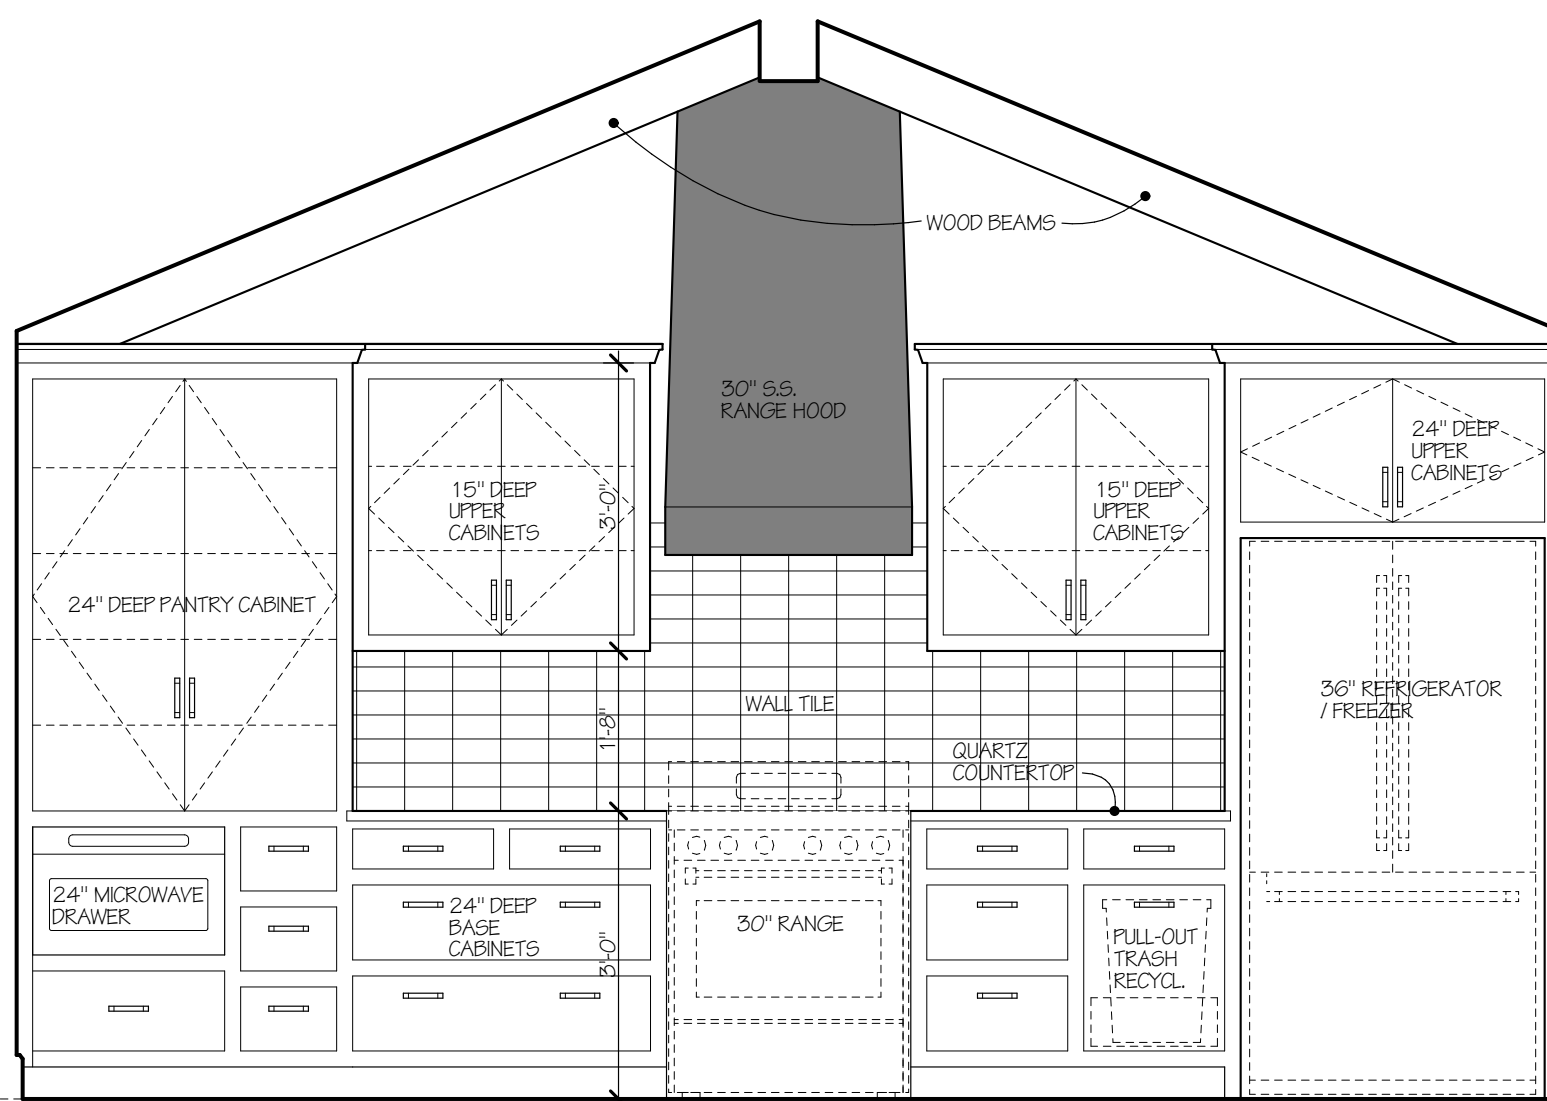 WOOD BEAMS
30" S.S.
RANGE HOOD
24" DEEP
UPPER
CABINETS
15" DEEP
UPPER
CABINETS
3'-0"
15" DEEP
UPPER
CABINETS
24" DEEP PANTRY CABINET
36" REFRIGERATOR
/ FREEZER
WALL TILE
1'-8"
QUARTZ
COUNTERTOP
24" MICROWAVE
DRAWER
24" DEEP
BASE
CABINETS
3'-0"
30" RANGE
PULL-OUT
TRASH
RECYCL.